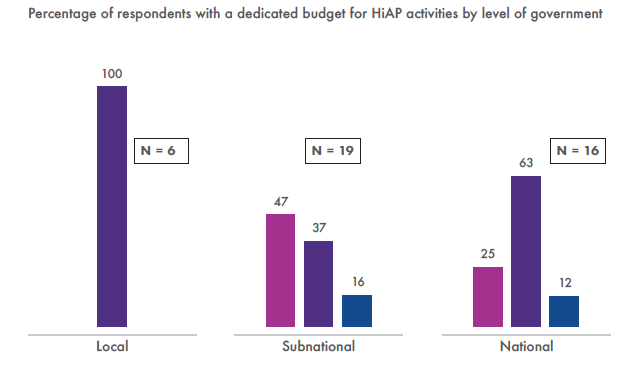 Percentage of respondents with a dedicated budget for HiAP activities by level of government
100
N = 6
47
37
16
N = 19
25
63
12
N = 16
Local
Subnational
National